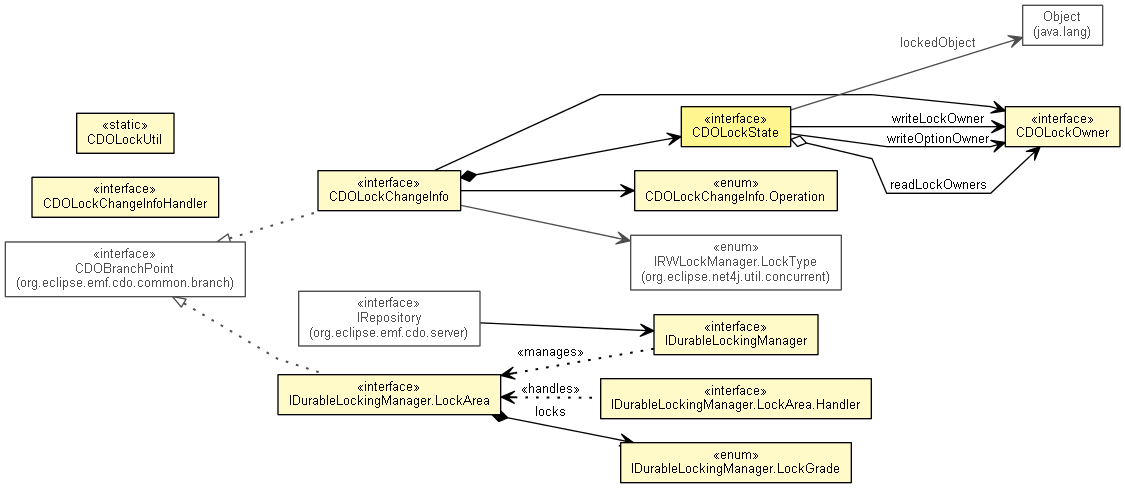 Object
(java.lang)
lockedObject
«static»
CDOLockUtil
«interface»
CDOLockState
writeLockOwner
writeOptionOwner
«interface»
CDOLockOwner
readLockOwners
«interface»
CDOLockChangeInfoHandler
«interface»
CDOLockChangeInfo
«enum»
CDOLockChangeInfo.Operation
«interface»
CDOBranchPoint
(org.eclipse.emf.cdo.common.branch)
«enum»
IRWLockManager.LockType
(org.eclipse.net4j.util.concurrent)
«interface»
IRepository
(org.eclipse.emf.cdo.server)
«interface»
IDurableLockingManager
«manages»
«interface»
IDurableLockingManager.LockArea
«handles»
«interface»
IDurableLockingManager.LockArea.Handler
locks
«enum»
IDurableLockingManager.LockGrade